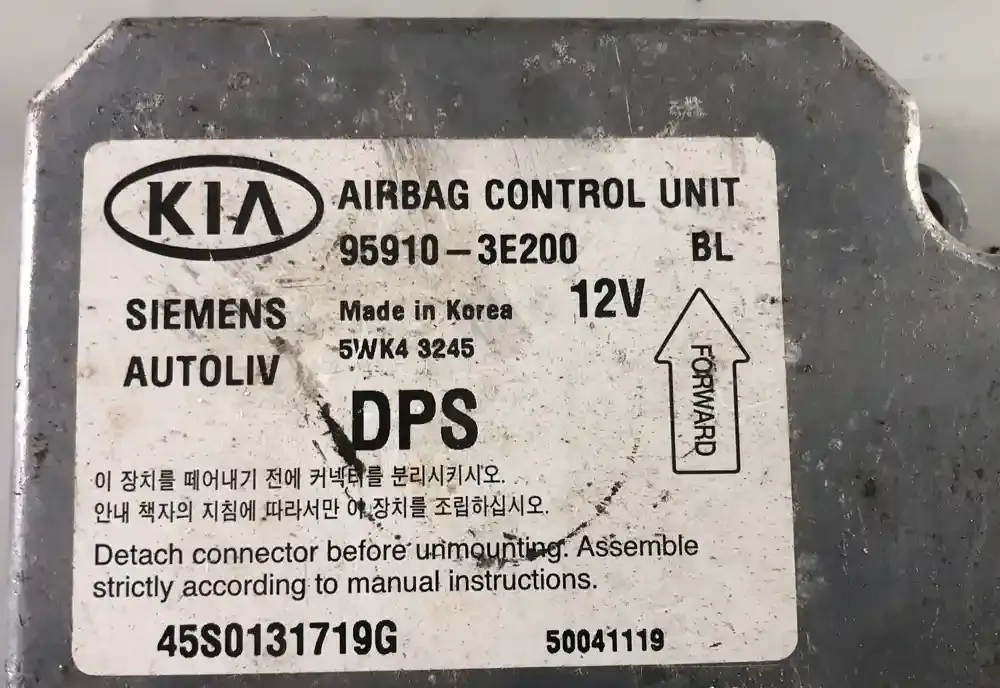 KIA
AIRBAG CONTROL UNIT
95910-3E200 BL
SIEMENS
AUTOLIV
Made in Korea 12V
5WK4 3245
DPS
FORWARD
이 장치를 떼어내기 전에 커넥터를 분리시키시오.
안내 책자의 지침에 따라서만 이 장치를 조립하십시오.
Detach connector before unmounting. Assemble
strictly according to manual instructions.
45S0131719G 50041119